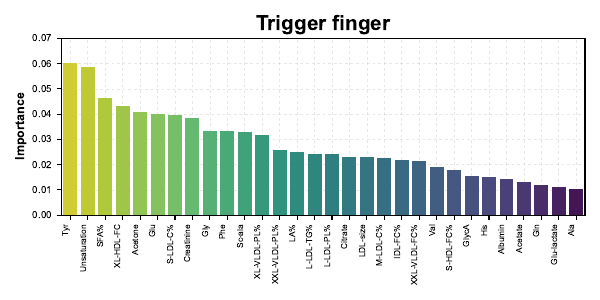 Trigger finger
Importance
0.07
0.06
0.05
0.04
0.03
0.02
0.01
0.00
Tyr
Unsaturation
SFA%
XL-HDL-FC
Acetone
Glu
S-LDL-C%
Creatinine
Gly
Phe
XL-VLDL-PL%
XXL-VLDL-PL%
LA%
L-LDL-TG%
L-LDL-PL%
Citrate
LDL-size
M-LDL-C%
IDL-FC%
XXL-VLDL-FC%
Val
S-HDL-FC%
GlycA
His
Albumin
Acetate
Gln
Glu-lactate
Ala